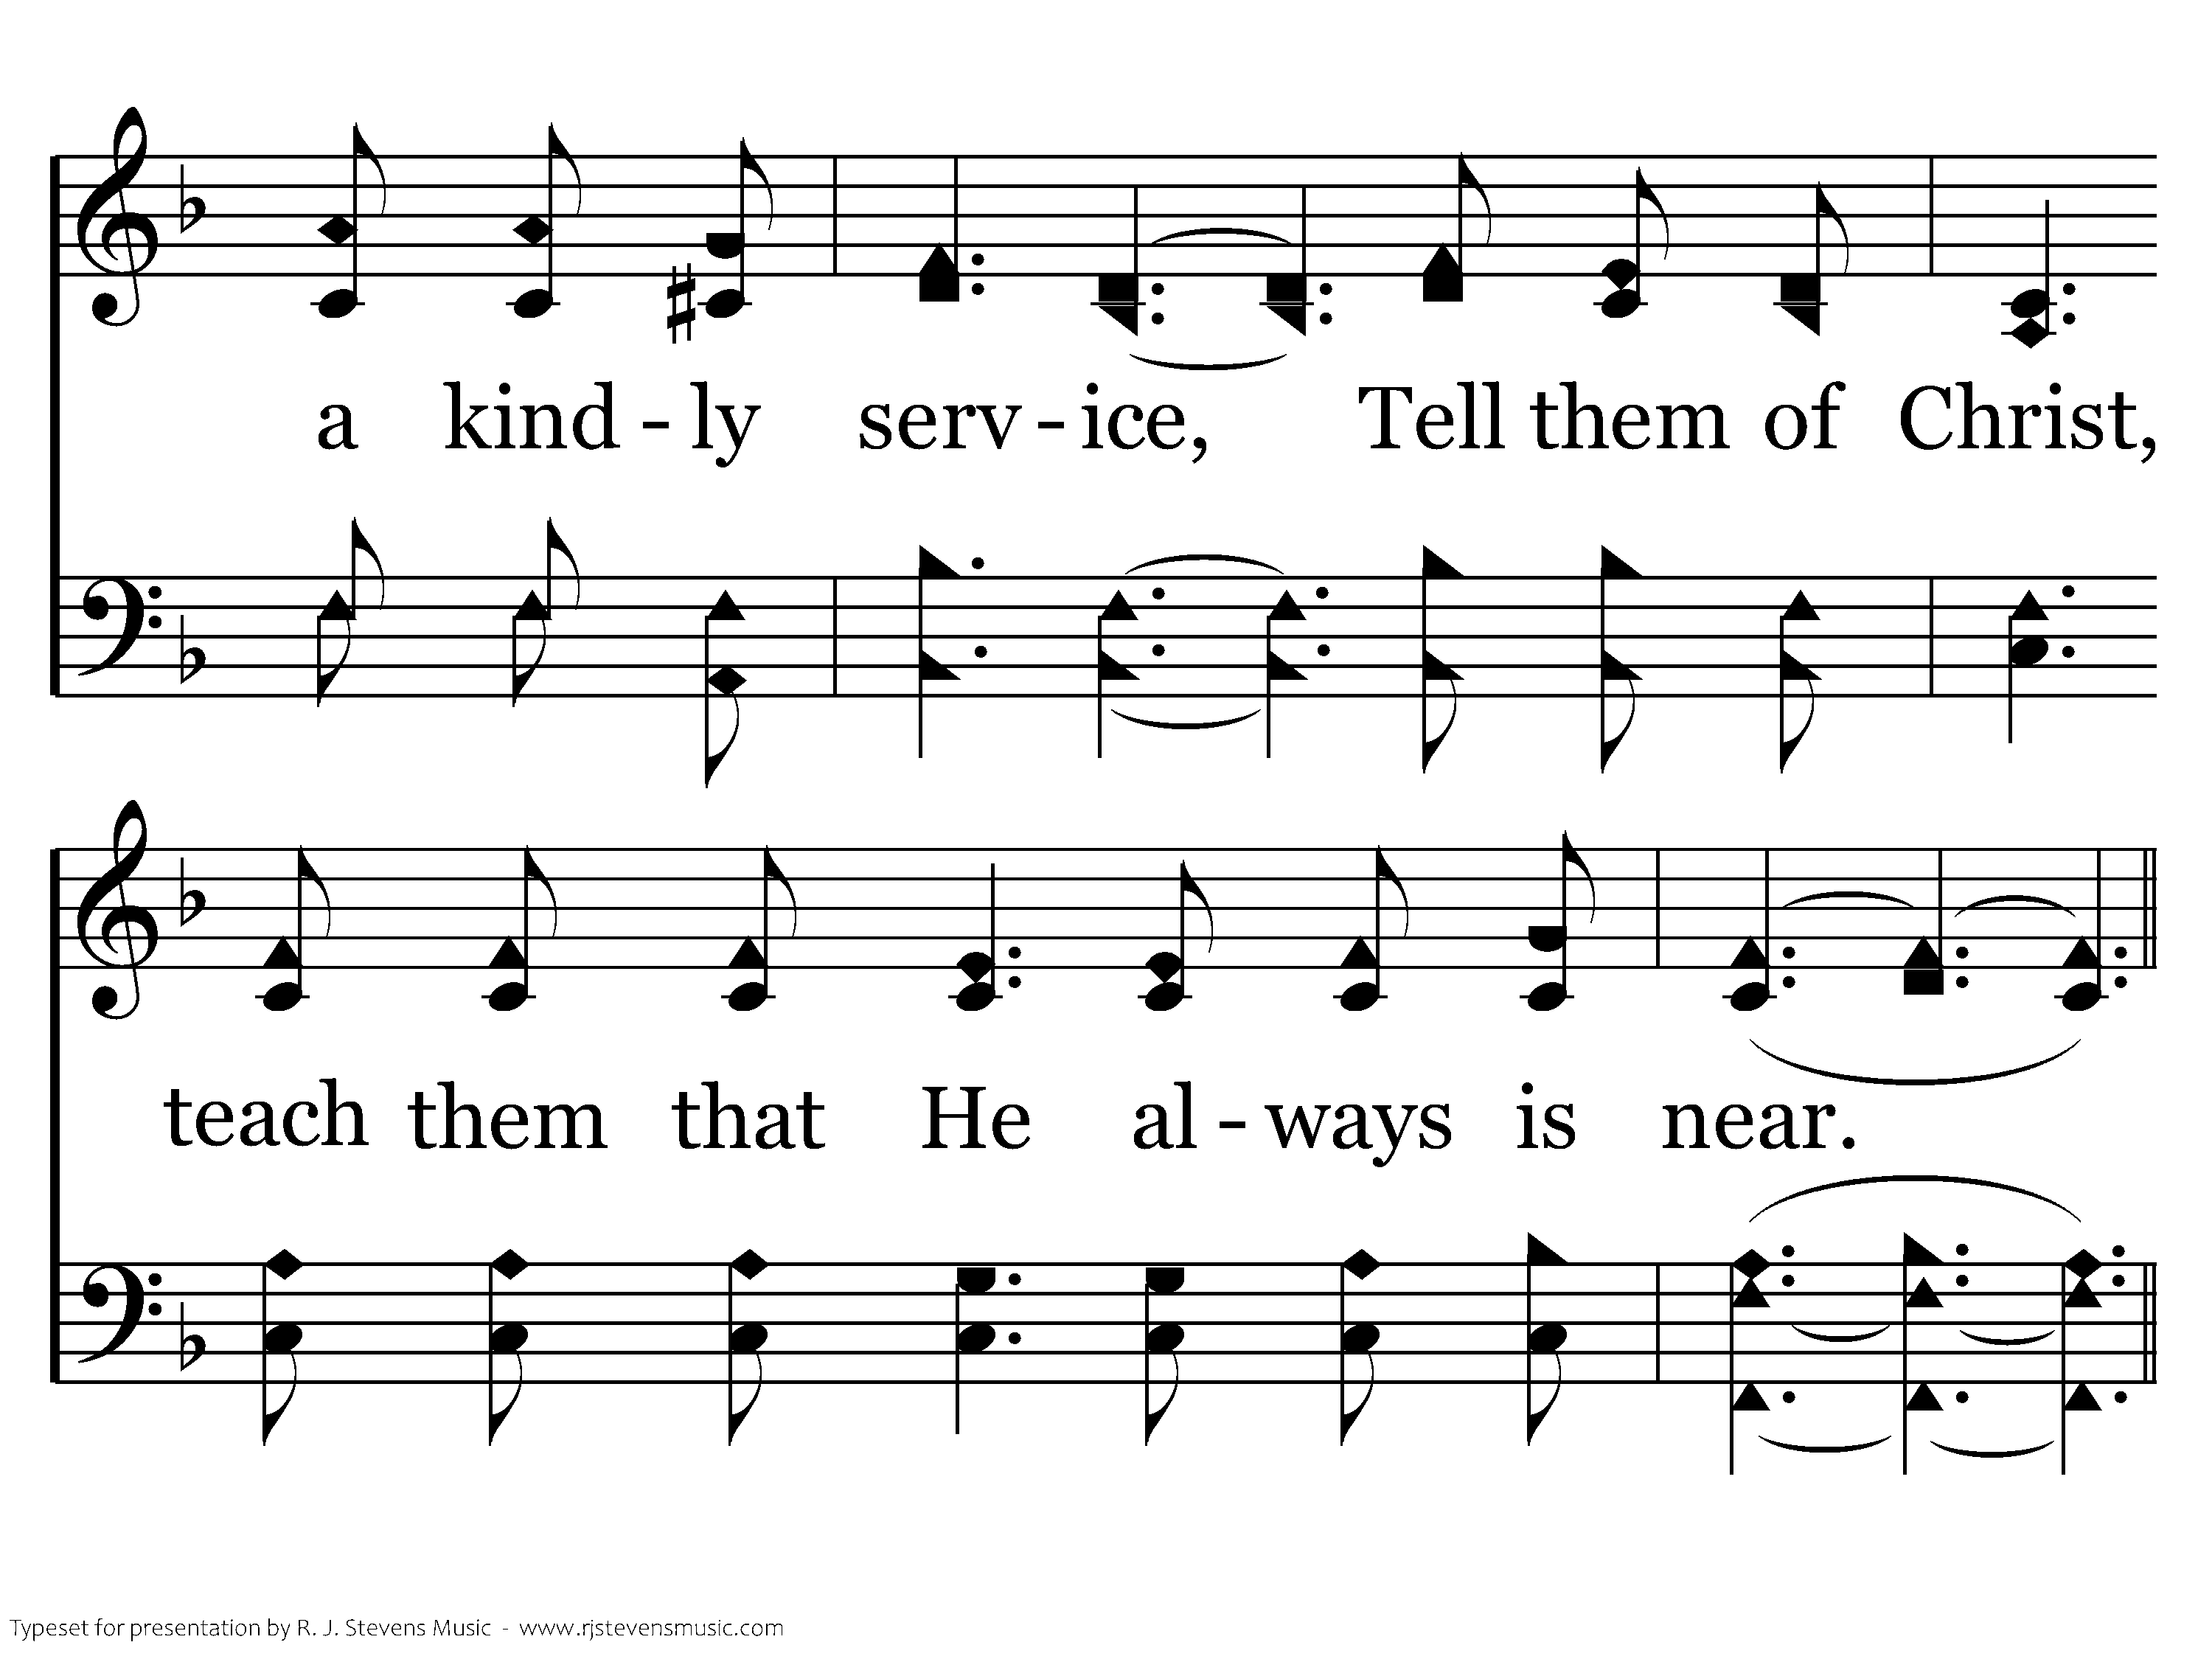 a kind - ly serv - ice, Tell them of Christ,
teach them that He al - ways is near.
Typeset for presentation by R. J. Stevens Music - www.rjstevensmusic.com